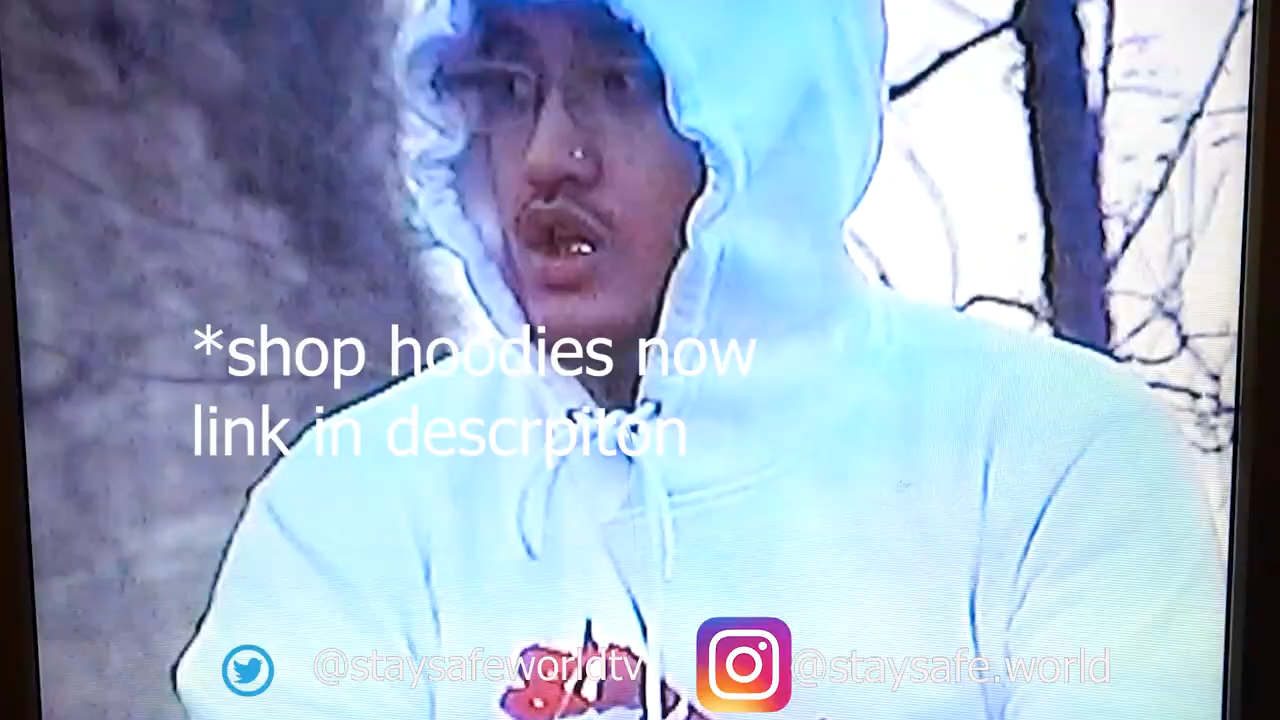 *shop hoodies now
link in descrpiton
@staysafeworldtv
@staysafe.world